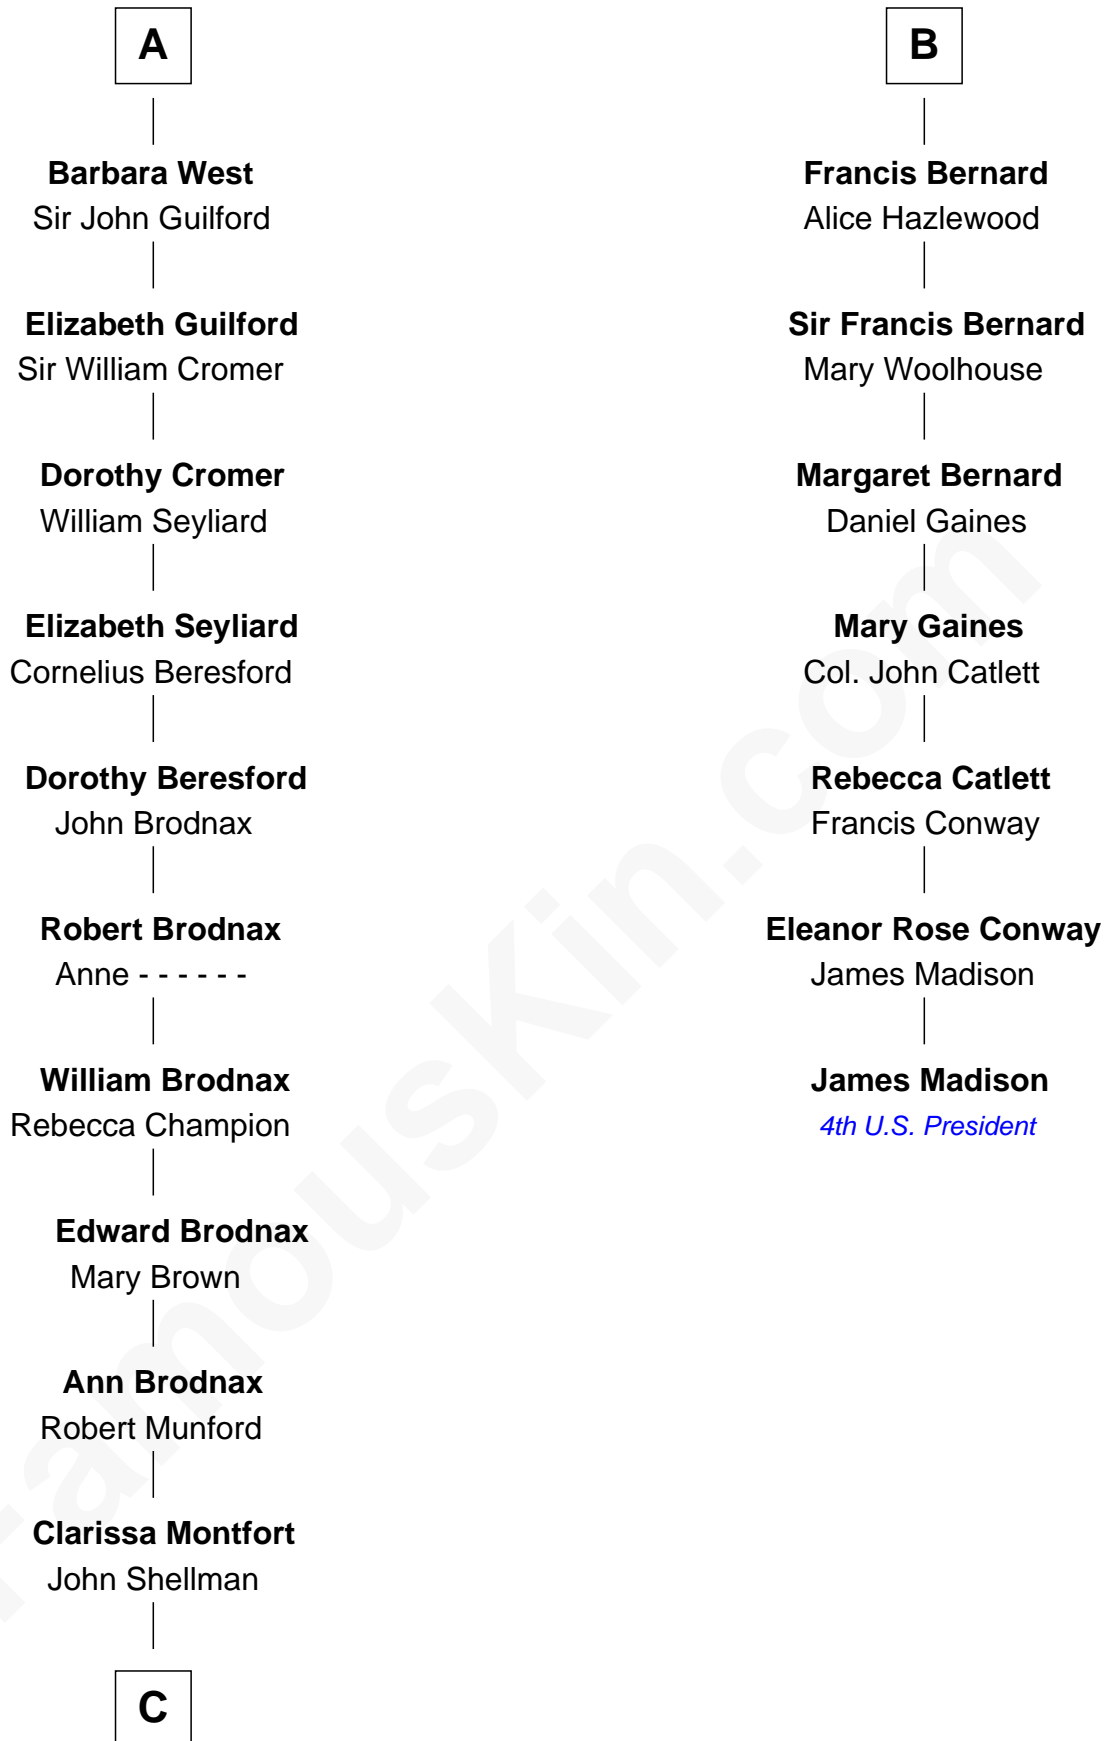 A
Barbara West
Sir John Guilford
Elizabeth Guilford
Sir William Cromer
Dorothy Cromer
William Seyliard
Elizabeth Seyliard
Cornelius Beresford
Dorothy Beresford
John Brodnax
Robert Brodnax
Anne - - - - - -
William Brodnax
Rebecca Champion
Edward Brodnax
Mary Brown
Ann Brodnax
Robert Munford
Clarissa Montfort
John Shellman
C
B
Francis Bernard
Alice Hazlewood
Sir Francis Bernard
Mary Woolhouse
Margaret Bernard
Daniel Gaines
Mary Gaines
Col. John Catlett
Rebecca Catlett
Francis Conway
Eleanor Rose Conway
James Madison
James Madison
4th U.S. President
FamousKin.com